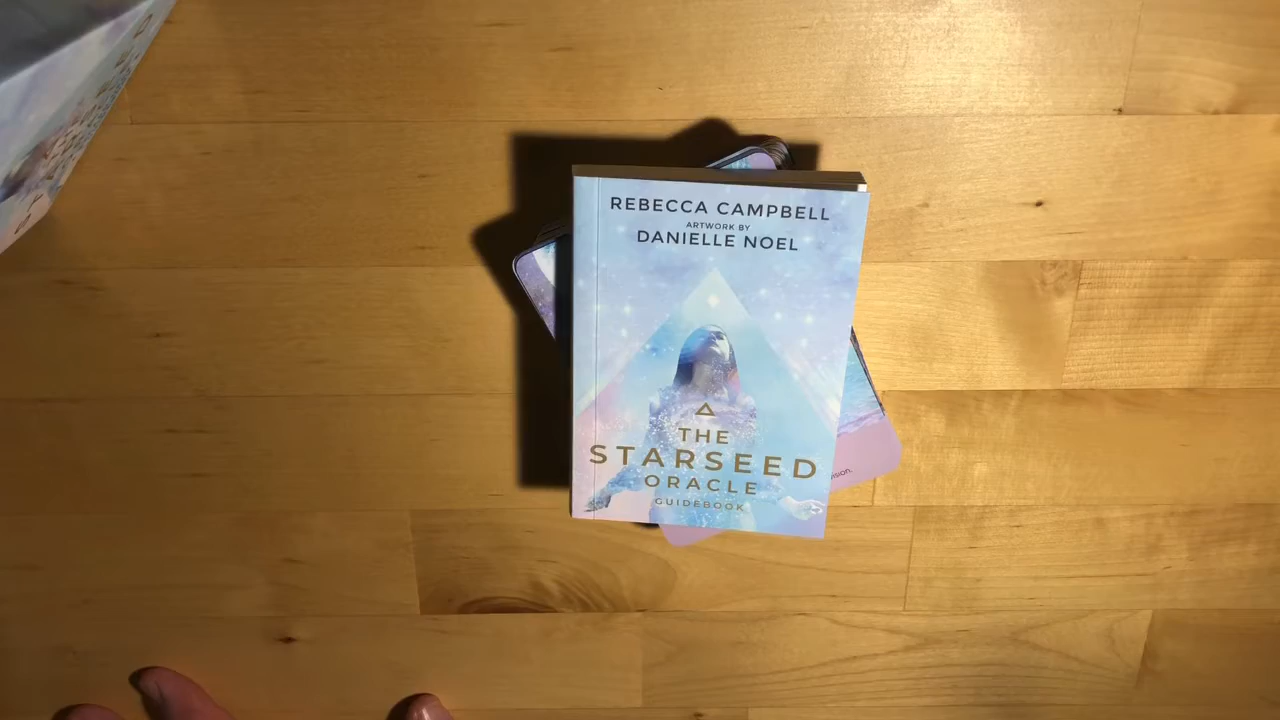 REBECCA CAMPBELL
ARTWORK BY
DANIELLE NOEL
THE
STARSEED
ORACLE
GUIDEBOOK